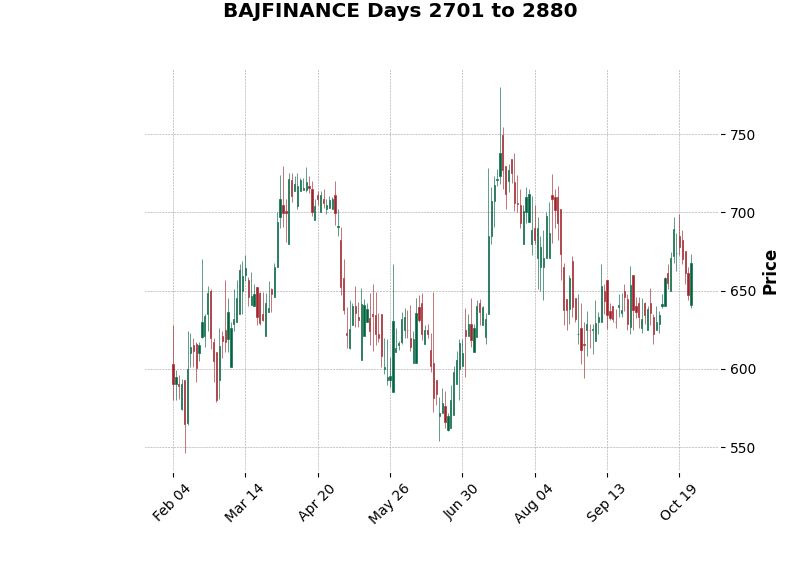 BAJFINANCE Days 2701 to 2880
750
700
650
600
550
Price
Feb 04
Mar 14
Apr 20
May 26
Jun 30
Aug 04
Sep 13
Oct 19